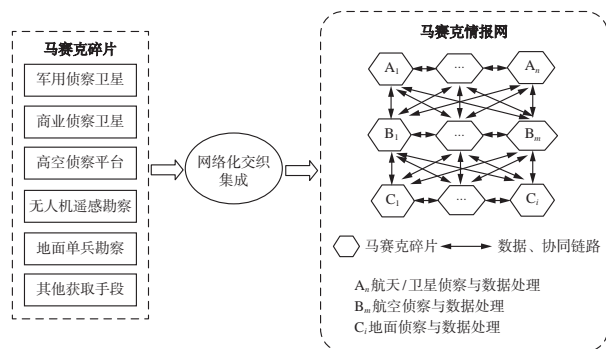 马赛克碎片
军用侦察卫星
商业侦察卫星
高空侦察平台
无人机遥感勘察
地面单兵勘察
其他获取手段
网络化交织
集成
马赛克情报网
A₁ ... Aₙ
B₁ ... Bₘ
C₁ ... Cᵢ
马赛克碎片 数据、协同链路
Aₙ航天/卫星侦察与数据处理
Bₘ航空侦察与数据处理
Cᵢ地面侦察与数据处理